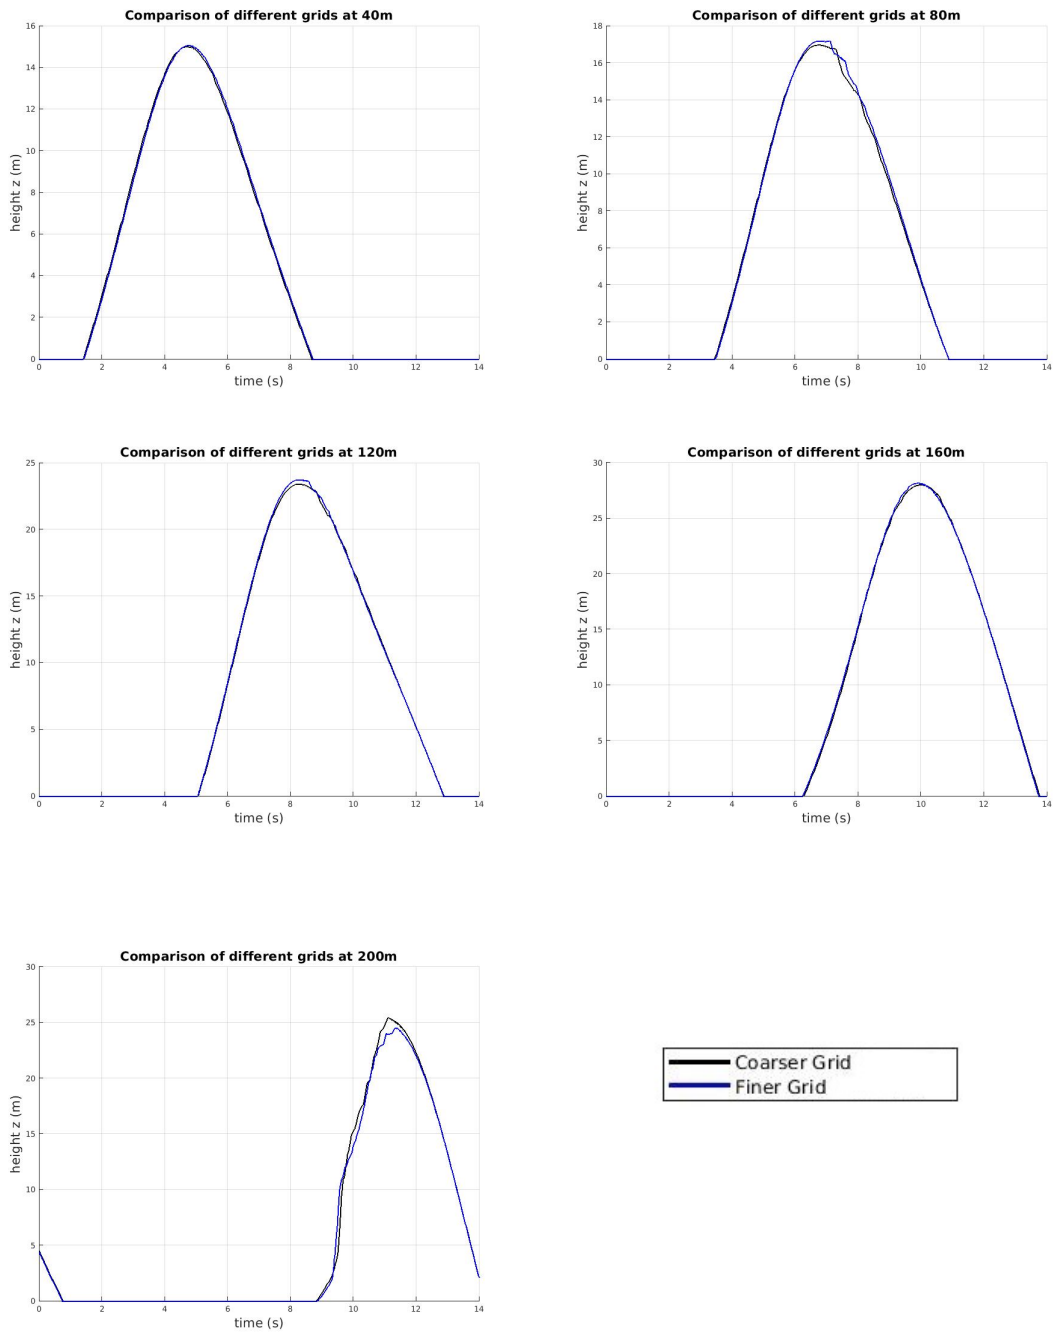 Comparison of different grids at 40m
16
14
12
10
8
6
4
2
0
height z (m)
0 2 4 6 8 10 12 14
time (s)
Comparison of different grids at 80m
18
16
14
12
10
8
6
4
2
0
height z (m)
0 2 4 6 8 10 12 14
time (s)
Comparison of different grids at 120m
25
20
15
10
5
0
height z (m)
0 2 4 6 8 10 12 14
time (s)
Comparison of different grids at 160m
30
25
20
15
10
5
0
height z (m)
0 2 4 6 8 10 12 14
time (s)
Comparison of different grids at 200m
30
25
20
15
10
5
0
height z (m)
0 2 4 6 8 10 12 14
time (s)
Coarser Grid
Finer Grid